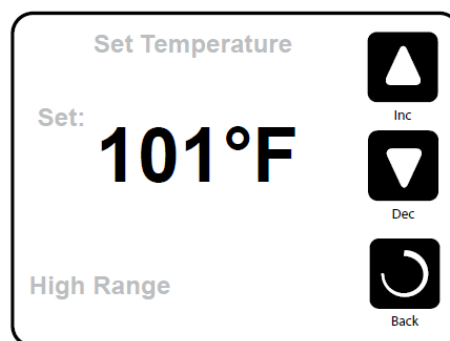 Set Temperature
Inc
Set:
101°F
Dec
High Range
Back